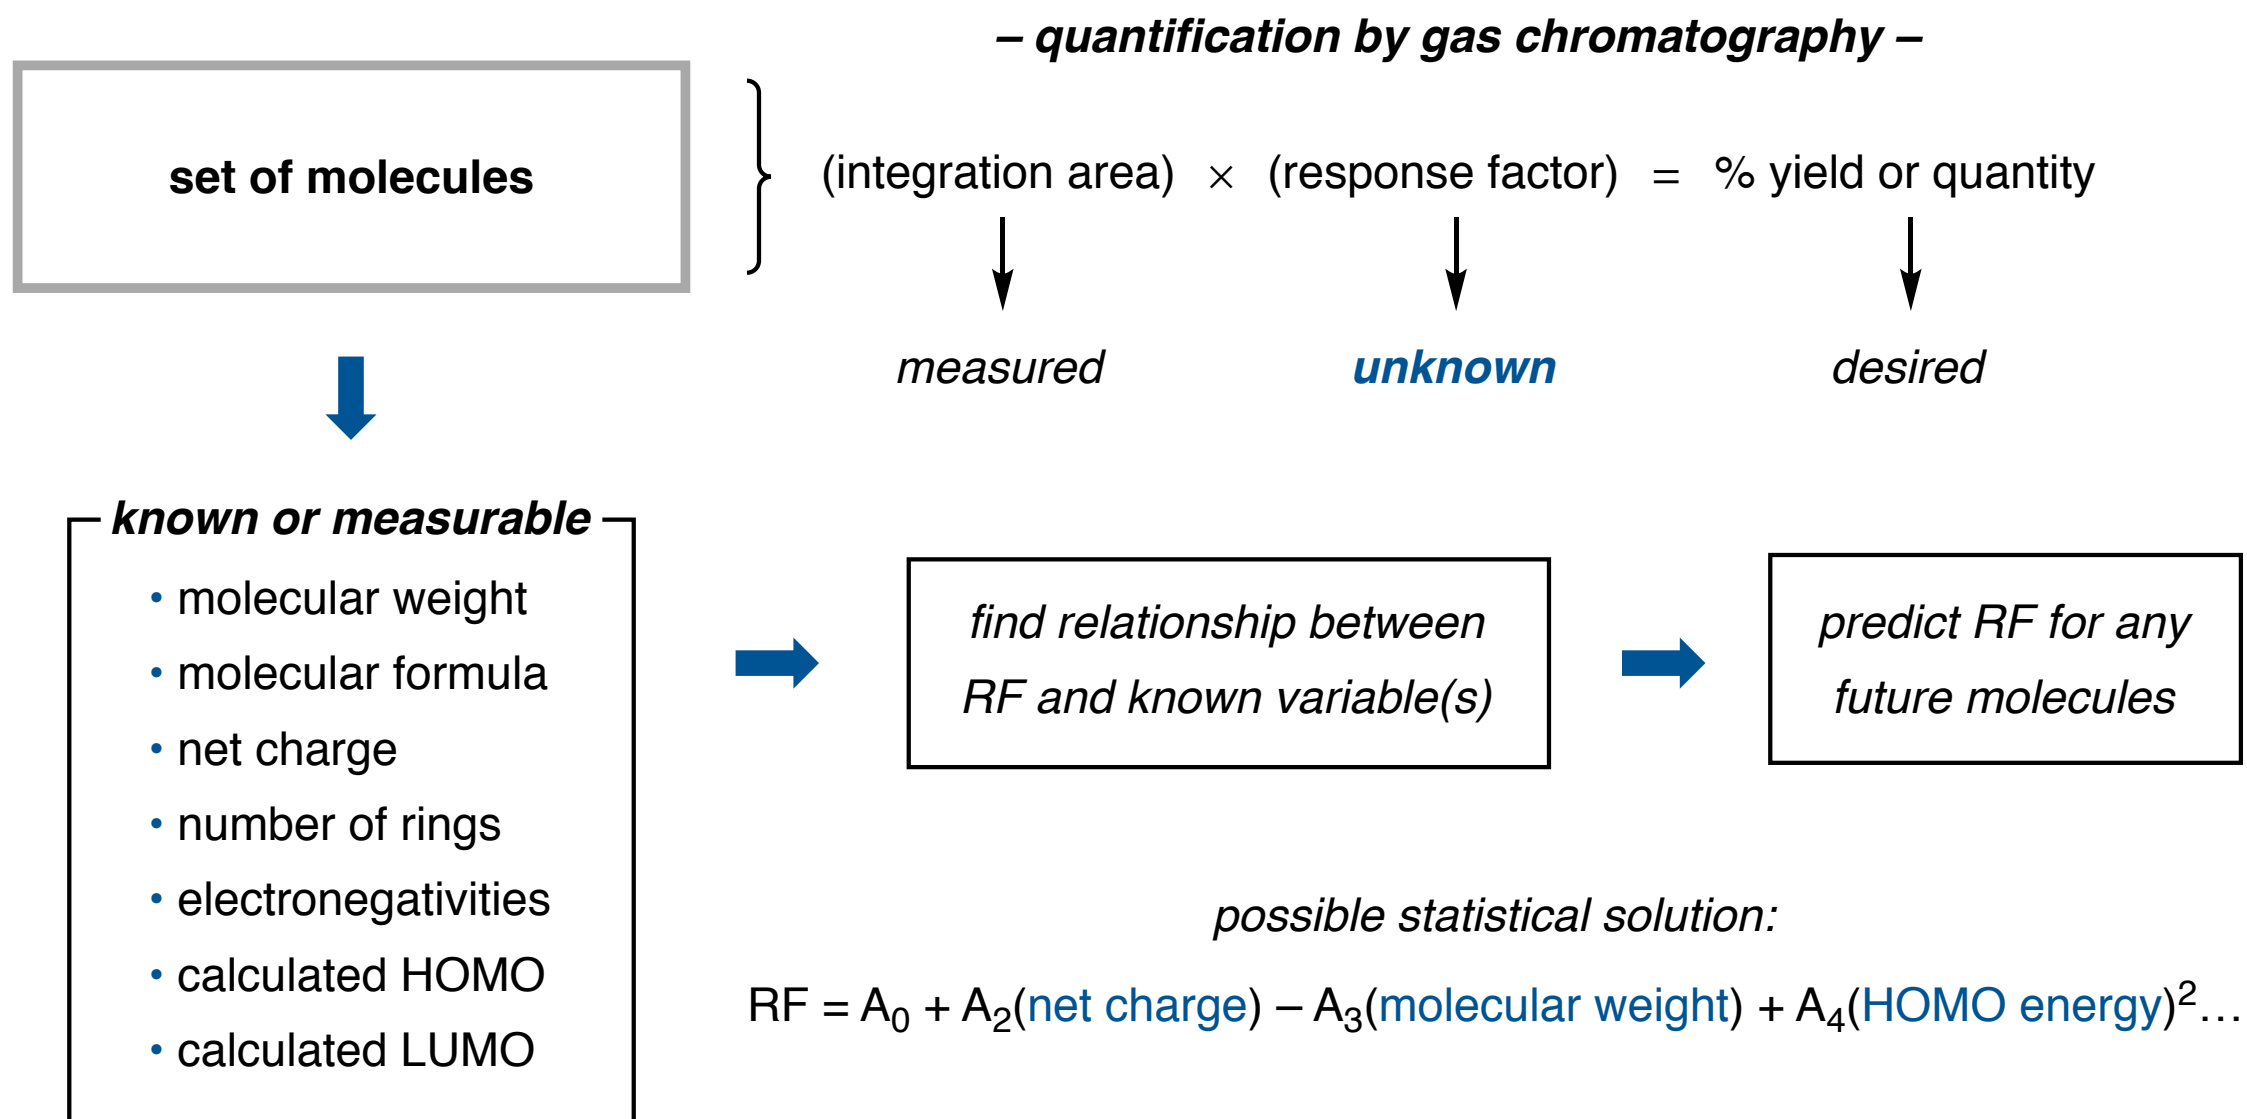 – quantification by gas chromatography –
set of molecules
(integration area) × (response factor) = % yield or quantity
measured
unknown
desired
known or measurable
• molecular weight
• molecular formula
• net charge
• number of rings
• electronegativities
• calculated HOMO
• calculated LUMO
find relationship between
RF and known variable(s)
predict RF for any
future molecules
possible statistical solution:
RF = A₀ + A₂(net charge) – A₃(molecular weight) + A₄(HOMO energy)²…